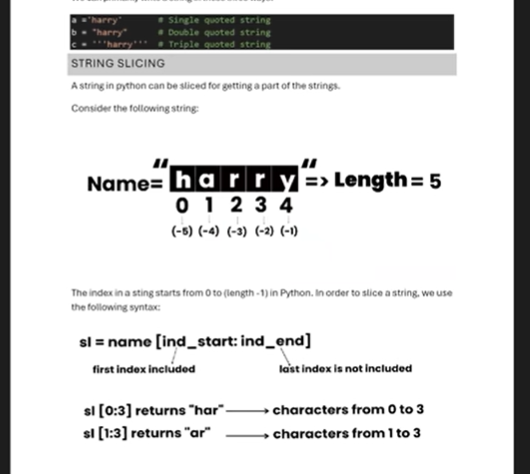 a ='harry' # Single quoted string
b = "harry" # Double quoted string
c = '''harry''' # Triple quoted string
STRING SLICING
A string in python can be sliced for getting a part of the strings.
Consider the following string:
Name="harry" => Length = 5
0 1 2 3 4
(-5) (-4) (-3) (-2) (-1)
The index in a sting starts from 0 to (length -1) in Python. In order to slice a string, we use
the following syntax:
sl = name [ind_start: ind_end]
first index included last index is not included
sl [0:3] returns "har" → characters from 0 to 3
sl [1:3] returns "ar" → characters from 1 to 3